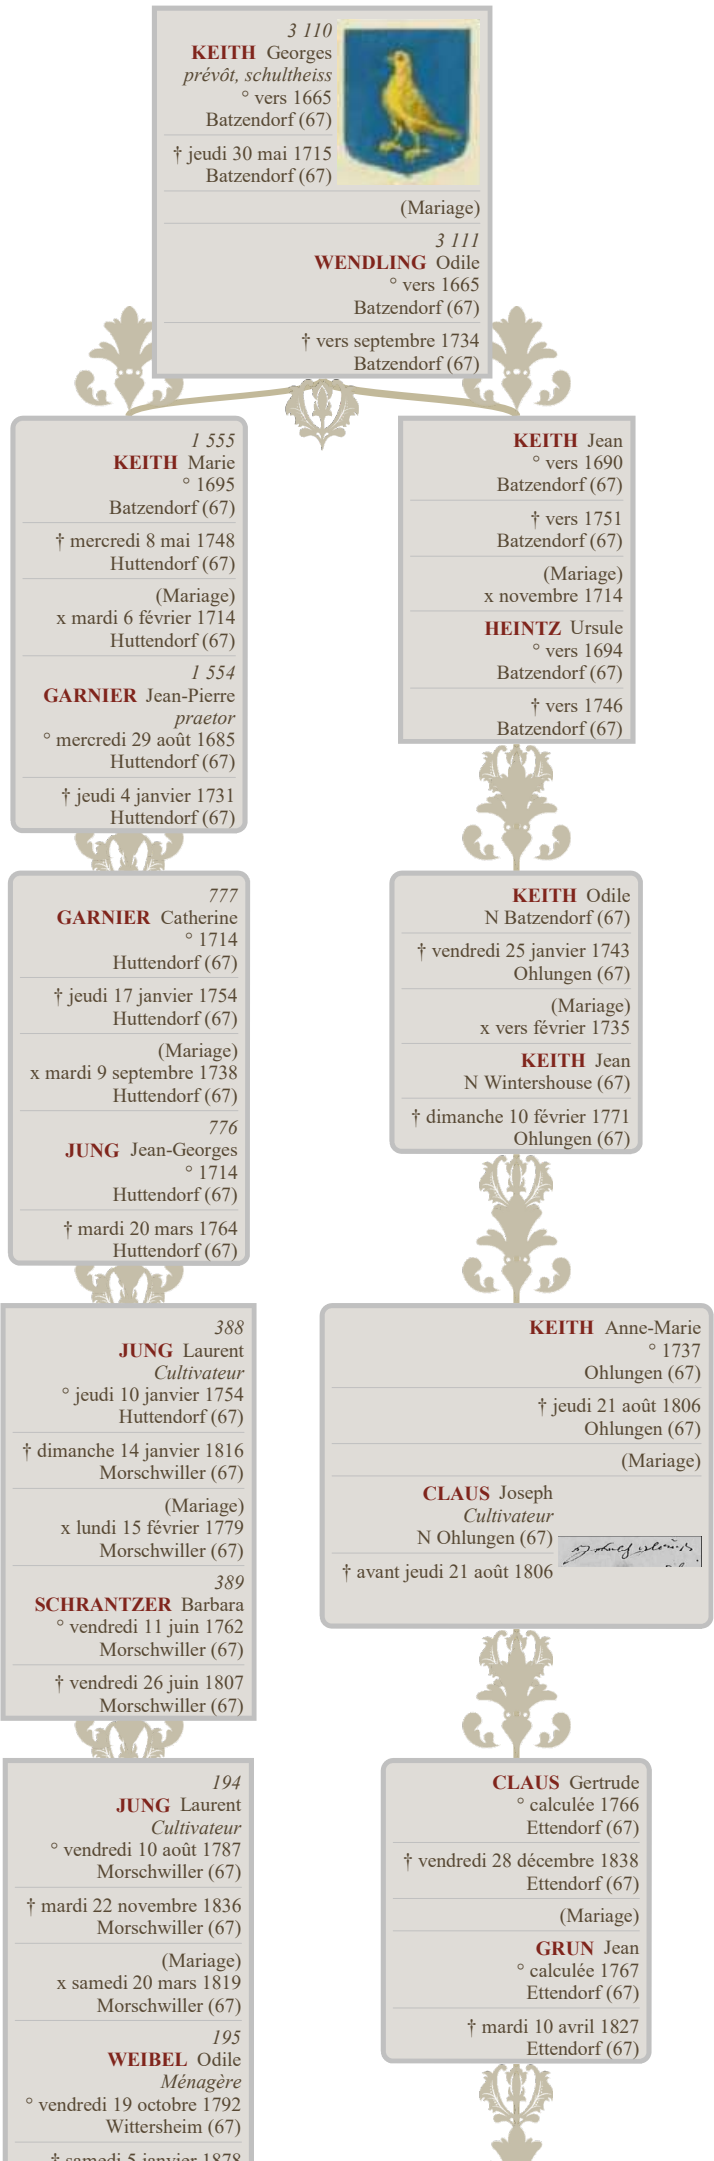 3 110
KEITH Georges
prévôt, schultheiss
° vers 1665
Batzendorf (67)
† jeudi 30 mai 1715
Batzendorf (67)
(Mariage)
3 111
WENDLING Odile
° vers 1665
Batzendorf (67)
† vers septembre 1734
Batzendorf (67)
1 555
KEITH Marie
° 1695
Batzendorf (67)
† mercredi 8 mai 1748
Huttendorf (67)
(Mariage)
x mardi 6 février 1714
Huttendorf (67)
1 554
GARNIER Jean-Pierre
praetor
° mercredi 29 août 1685
Huttendorf (67)
† jeudi 4 janvier 1731
Huttendorf (67)
KEITH Jean
° vers 1690
Batzendorf (67)
† vers 1751
Batzendorf (67)
(Mariage)
x novembre 1714
HEINTZ Ursule
° vers 1694
Batzendorf (67)
† vers 1746
Batzendorf (67)
777
GARNIER Catherine
° 1714
Huttendorf (67)
† jeudi 17 janvier 1754
Huttendorf (67)
(Mariage)
x mardi 9 septembre 1738
Huttendorf (67)
776
JUNG Jean-Georges
° 1714
Huttendorf (67)
† mardi 20 mars 1764
Huttendorf (67)
KEITH Odile
N Batzendorf (67)
† vendredi 25 janvier 1743
Ohlungen (67)
(Mariage)
x vers février 1735
KEITH Jean
N Wintershouse (67)
† dimanche 10 février 1771
Ohlungen (67)
388
JUNG Laurent
Cultivateur
° jeudi 10 janvier 1754
Huttendorf (67)
† dimanche 14 janvier 1816
Morschwiller (67)
(Mariage)
x lundi 15 février 1779
Morschwiller (67)
389
SCHRANTZER Barbara
° vendredi 11 juin 1762
Morschwiller (67)
† vendredi 26 juin 1807
Morschwiller (67)
KEITH Anne-Marie
° 1737
Ohlungen (67)
† jeudi 21 août 1806
Ohlungen (67)
(Mariage)
CLAUS Joseph
Cultivateur
N Ohlungen (67)
† avant jeudi 21 août 1806
194
JUNG Laurent
Cultivateur
° vendredi 10 août 1787
Morschwiller (67)
† mardi 22 novembre 1836
Morschwiller (67)
(Mariage)
x samedi 20 mars 1819
Morschwiller (67)
195
WEIBEL Odile
Ménagère
° vendredi 19 octobre 1792
Wittersheim (67)
† samedi 5 janvier 1878
CLAUS Gertrude
° calculée 1766
Ettendorf (67)
† vendredi 28 décembre 1838
Ettendorf (67)
(Mariage)
GRUN Jean
° calculée 1767
Ettendorf (67)
† mardi 10 avril 1827
Ettendorf (67)